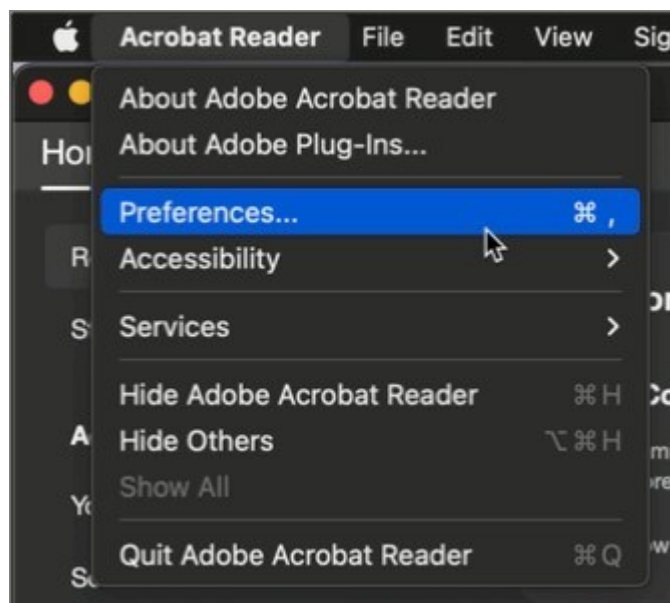 Acrobat Reader File Edit View
About Adobe Acrobat Reader
About Adobe Plug-Ins...
Preferences... ⌘ ,
Accessibility
Services
Hide Adobe Acrobat Reader ⌘ H
Hide Others ⌥ ⌘ H
Show All
Quit Adobe Acrobat Reader ⌘ Q